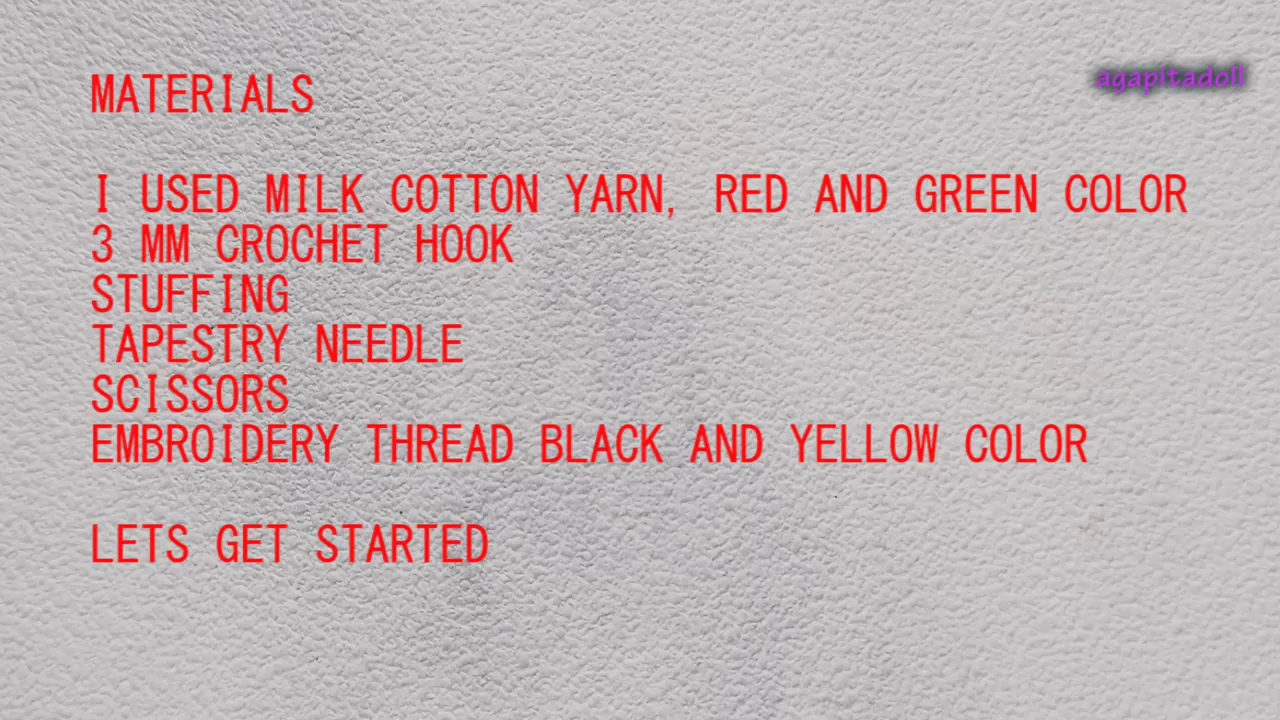 MATERIALS
agapitadoll
I USED MILK COTTON YARN, RED AND GREEN COLOR
3 MM CROCHET HOOK
STUFFING
TAPESTRY NEEDLE
SCISSORS
EMBROIDERY THREAD BLACK AND YELLOW COLOR
LETS GET STARTED